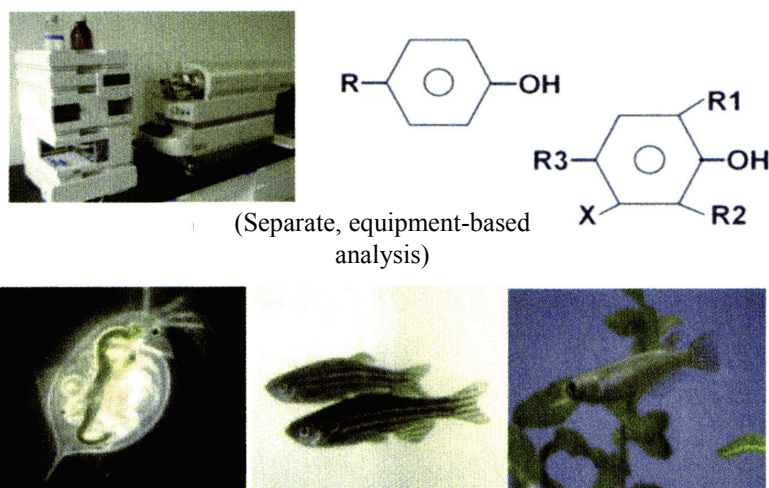 R
OH
R1
R3
OH
X
R2
(Separate, equipment-based
analysis)